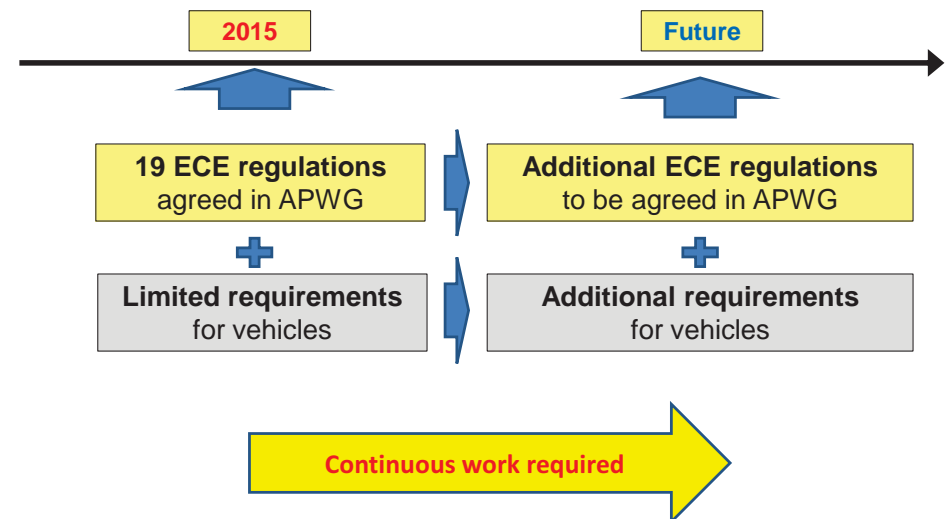 2015
Future
19 ECE regulations
agreed in APWG
Additional ECE regulations
to be agreed in APWG
Limited requirements
for vehicles
Additional requirements
for vehicles
Continuous work required